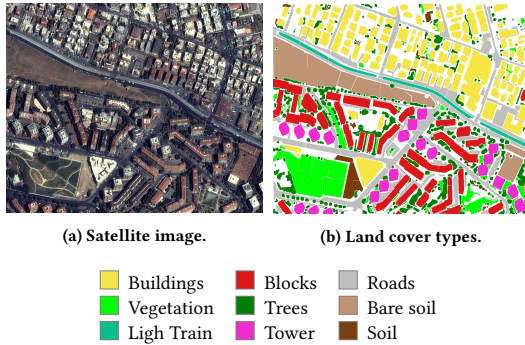 (a) Satellite image.
(b) Land cover types.
Buildings Blocks Roads
Vegetation Trees Bare soil
Ligh Train Tower Soil